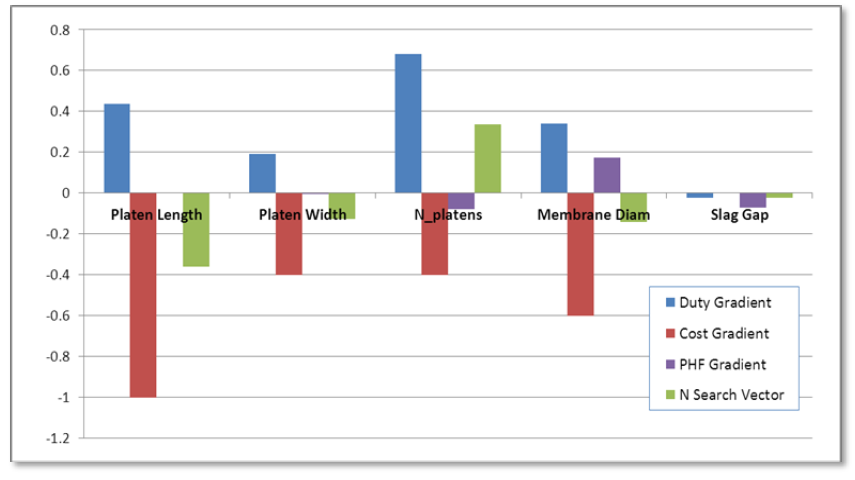 0.8
0.6
0.4
0.2
0
-0.2
-0.4
-0.6
-0.8
-1
-1.2
Platen Length Platen Width N_platens Membrane Diam Slag Gap
Duty Gradient
Cost Gradient
PHF Gradient
N Search Vector